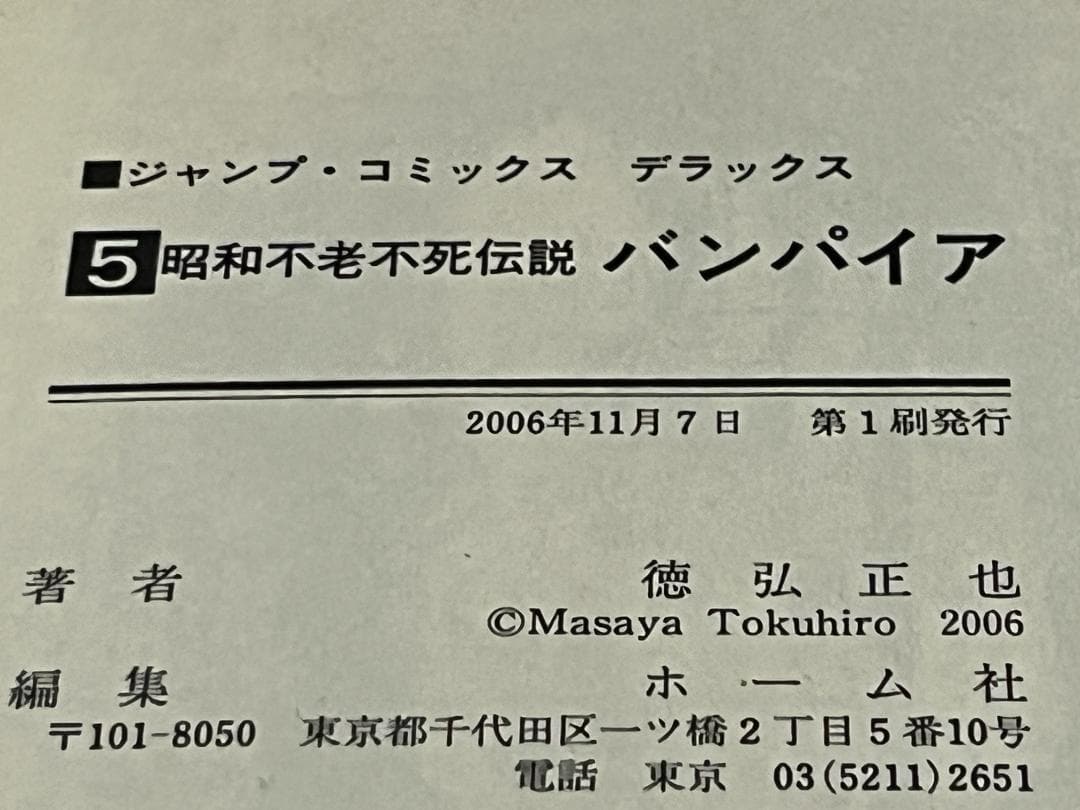 ■ジャンプ・コミックス デラックス
5 昭和不老不死伝説 バンパイア
2006年11月7日 第1刷発行
著者 徳弘正也
©Masaya Tokuhiro 2006
編集 ホーム社
〒101-8050 東京都千代田区一ツ橋2丁目5番10号
電話 東京 03(5211)2651